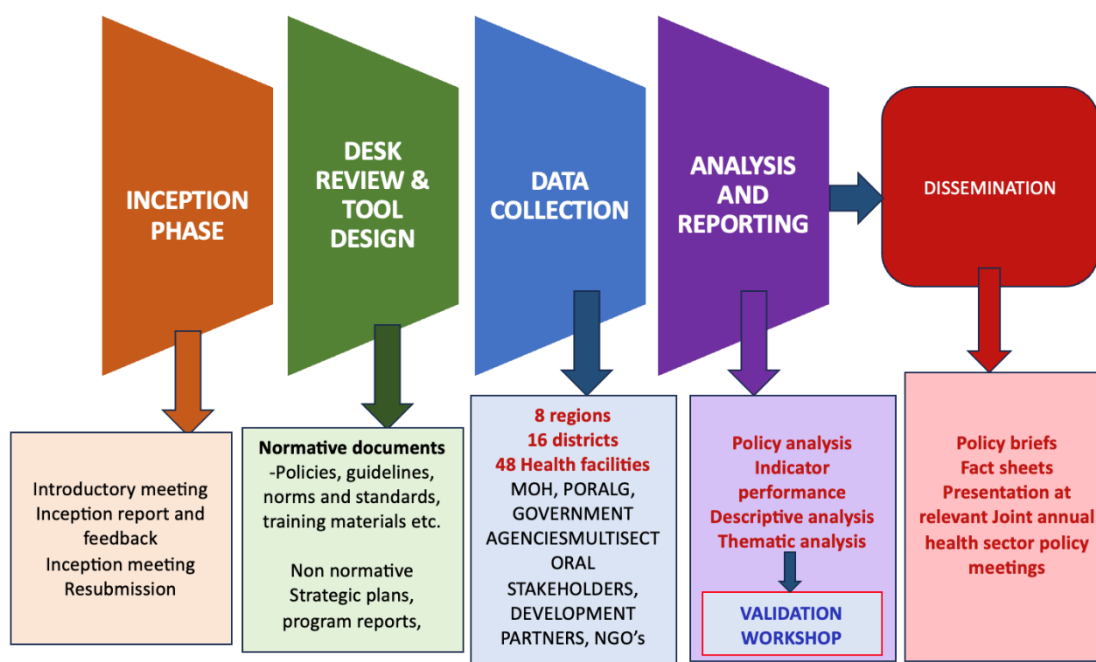 INCEPTION
PHASE
DESK
REVIEW &
TOOL
DESIGN
DATA
COLLECTION
ANALYSIS
AND
REPORTING
DISSEMINATION
Introductory meeting
Inception report and
feedback
Inception meeting
Resubmission
Normative documents
-Policies, guidelines,
norms and standards,
training materials etc.
Non normative
Strategic plans,
program reports,
8 regions
16 districts
48 Health facilities
MOH, PORALG,
GOVERNMENT
AGENCIESMULTISECT
ORAL
STAKEHOLDERS,
DEVELOPMENT
PARTNERS, NGO's
Policy analysis
Indicator
performance
Descriptive analysis
Thematic analysis
VALIDATION
WORKSHOP
Policy briefs
Fact sheets
Presentation at
relevant Joint annual
health sector policy
meetings